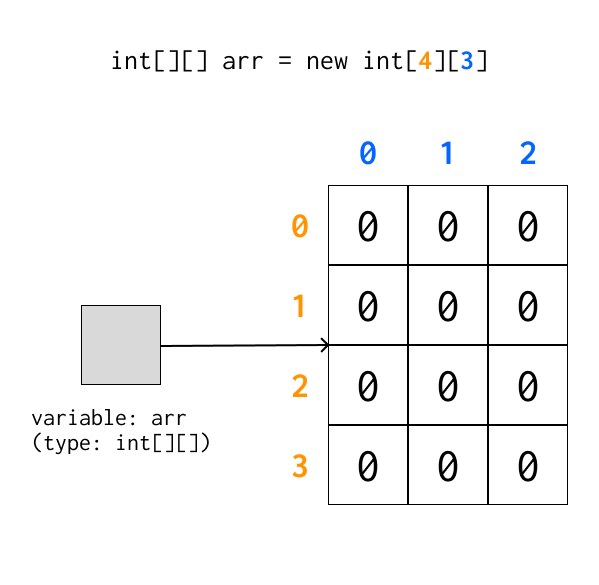 int[][] arr = new int[4][3]
0 1 2
0 0 0 0
1 0 0 0
2 0 0 0
3 0 0 0
variable: arr
(type: int[][])